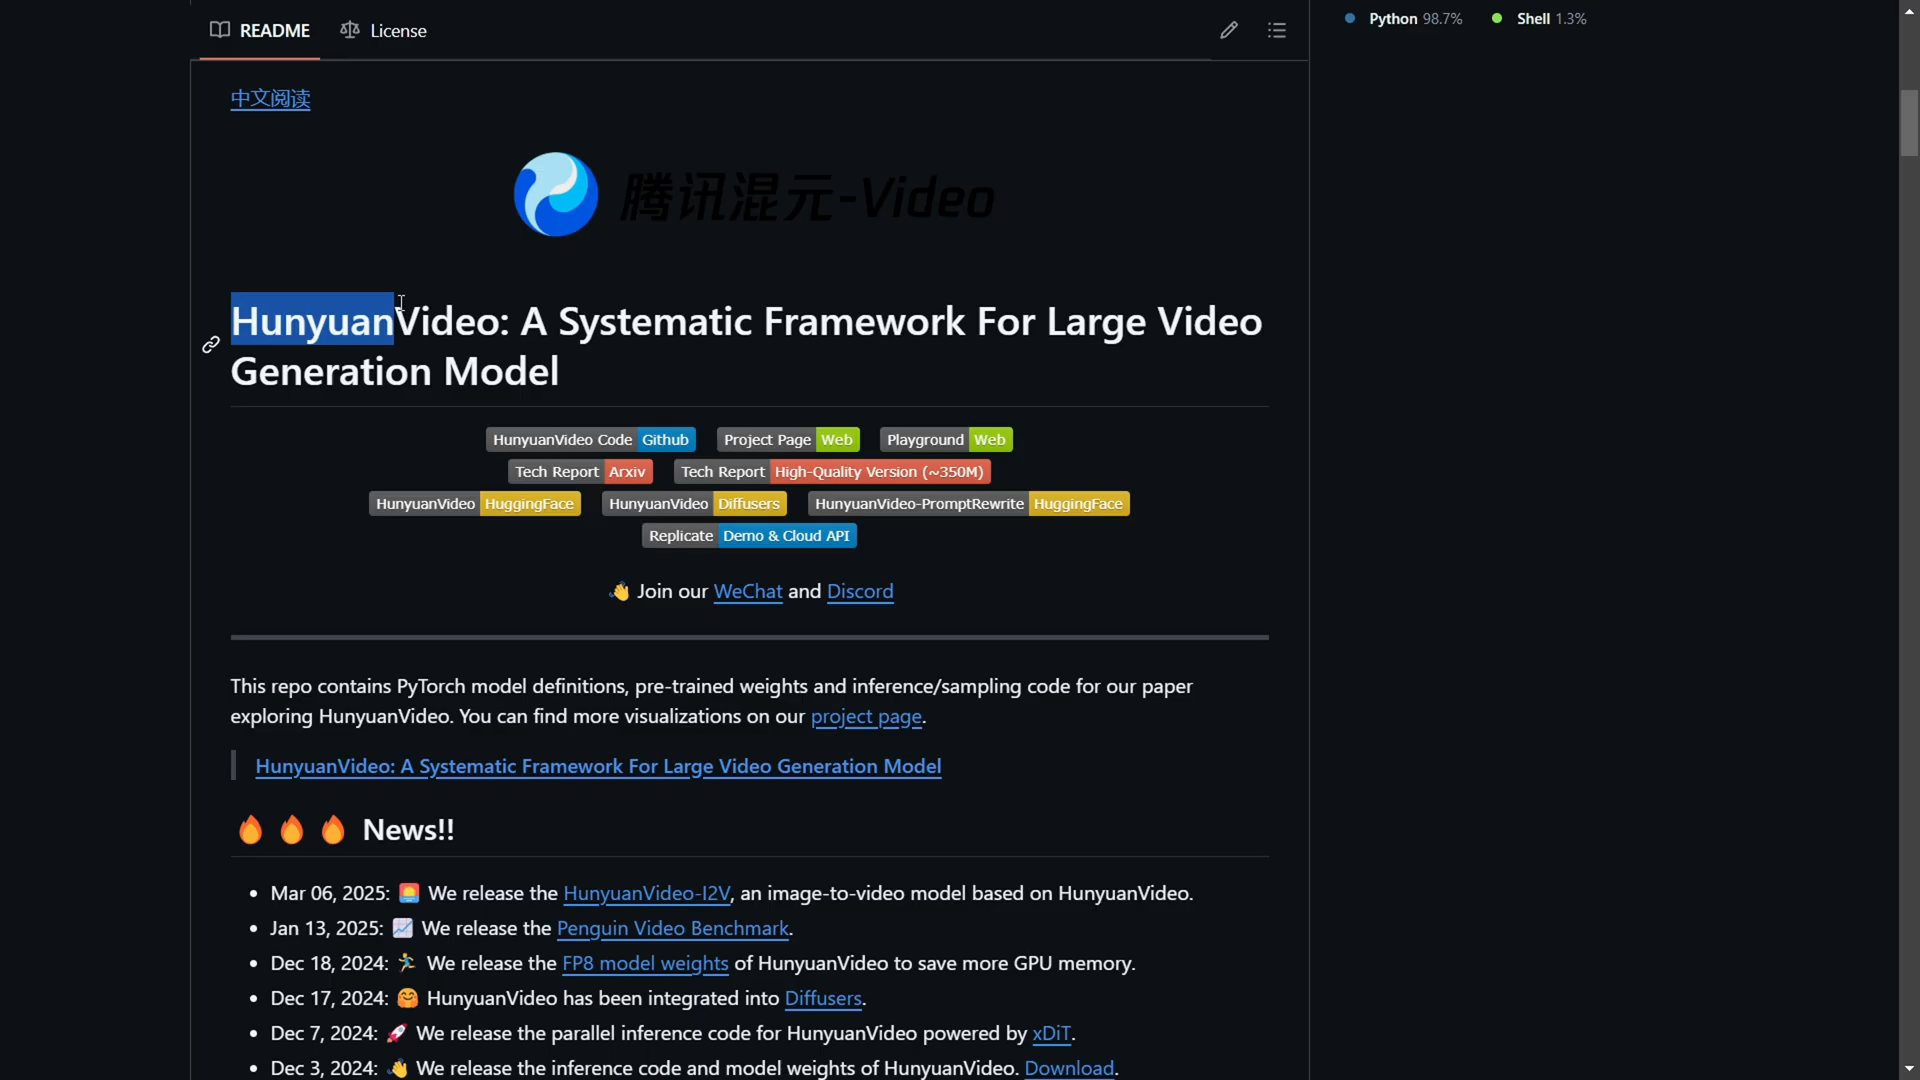 README License
Python 98.7% Shell 1.3%
中文阅读
腾讯混元-Video
HunyuanVideo: A Systematic Framework For Large Video
Generation Model
HunyuanVideo Code Github Project Page Web Playground Web
Tech Report Arxiv Tech Report High-Quality Version (~350M)
HunyuanVideo HuggingFace HunyuanVideo Diffusers HunyuanVideo-PromptRewrite HuggingFace
Replicate Demo & Cloud API
👋 Join our WeChat and Discord
This repo contains PyTorch model definitions, pre-trained weights and inference/sampling code for our paper
exploring HunyuanVideo. You can find more visualizations on our project page.
HunyuanVideo: A Systematic Framework For Large Video Generation Model
🔥 🔥 🔥 News!!
• Mar 06, 2025: 🌅 We release the HunyuanVideo-I2V, an image-to-video model based on HunyuanVideo.
• Jan 13, 2025: 📈 We release the Penguin Video Benchmark.
• Dec 18, 2024: 🏃 We release the FP8 model weights of HunyuanVideo to save more GPU memory.
• Dec 17, 2024: 🤗 HunyuanVideo has been integrated into Diffusers.
• Dec 7, 2024: 🚀 We release the parallel inference code for HunyuanVideo powered by xDiT.
• Dec 3, 2024: 👋 We release the inference code and model weights of HunyuanVideo. Download.